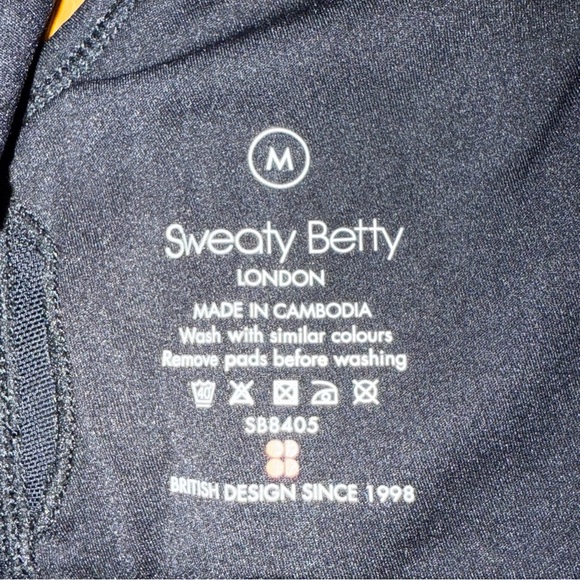 M
Sweaty Betty
LONDON
MADE IN CAMBODIA
Wash with similar colours
Remove pads before washing
40
SB8405
BRITISH DESIGN SINCE 1998